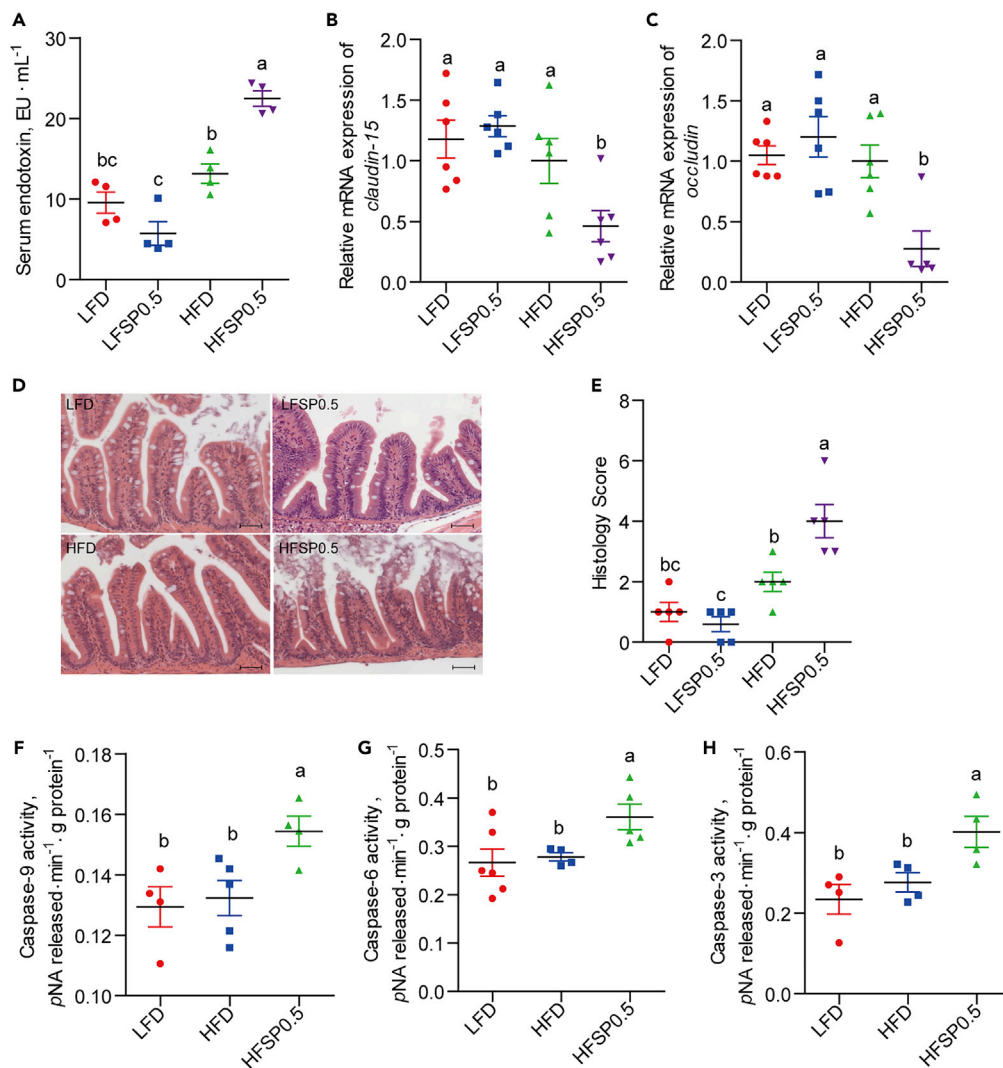 A
Serum endotoxin, EU · mL⁻¹
30
20
10
0
bc
c
b
a
LFD
LFSP0.5
HFD
HFSP0.5
B
Relative mRNA expression of
claudin-15
2.0
1.5
1.0
0.5
0.0
a
a
a
b
LFD
LFSP0.5
HFD
HFSP0.5
C
Relative mRNA expression of
occludin
2.0
1.5
1.0
0.5
0.0
a
a
a
b
LFD
LFSP0.5
HFD
HFSP0.5
D
LFD
LFSP0.5
HFD
HFSP0.5
E
Histology Score
8
6
4
2
0
bc
c
b
a
LFD
LFSP0.5
HFD
HFSP0.5
F
Caspase-9 activity,
pNA released·min⁻¹· g protein⁻¹
0.18
0.16
0.14
0.12
0.10
b
b
a
LFD
HFD
HFSP0.5
G
Caspase-6 activity,
pNA released·min⁻¹· g protein⁻¹
0.5
0.4
0.3
0.2
0.1
0.0
b
b
a
LFD
HFD
HFSP0.5
H
Caspase-3 activity,
pNA released·min⁻¹· g protein⁻¹
0.6
0.4
0.2
0.0
b
b
a
LFD
HFD
HFSP0.5